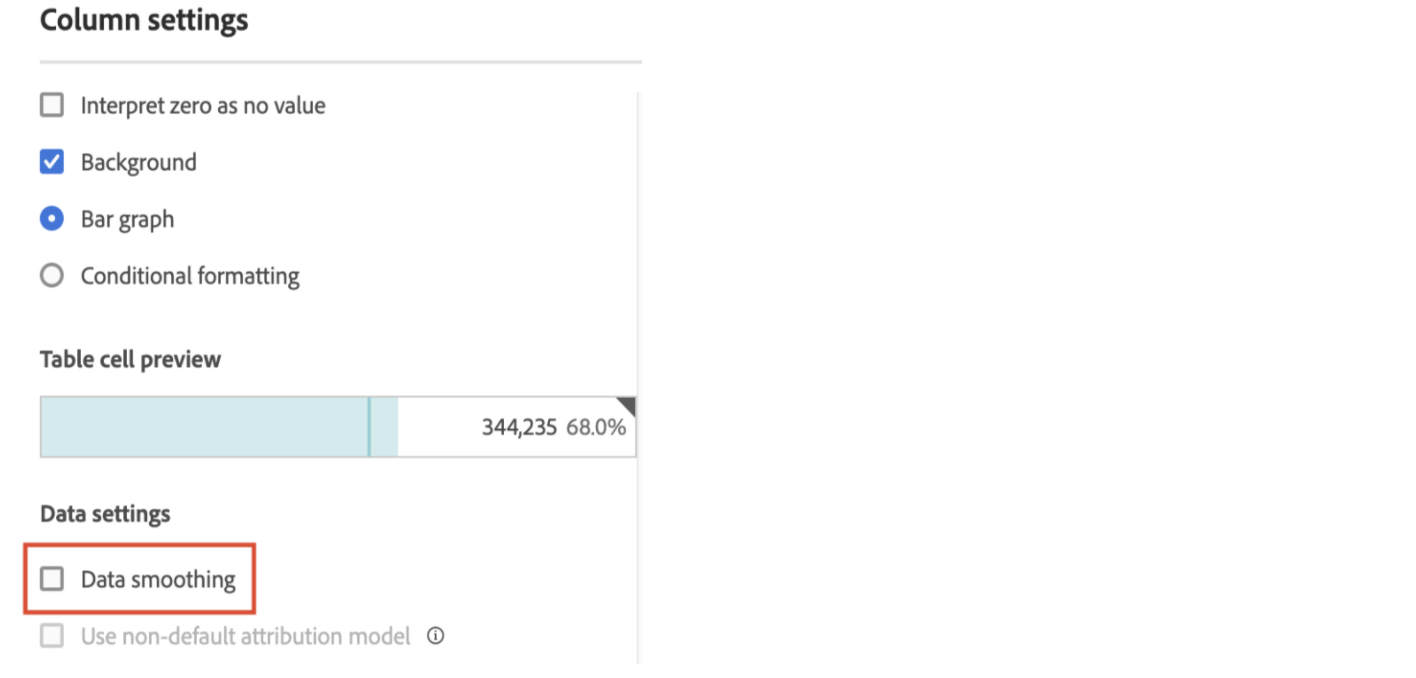 Column settings
Interpret zero as no value
Background
Bar graph
Conditional formatting
Table cell preview
344,235 68.0%
Data settings
Data smoothing
Use non-default attribution model